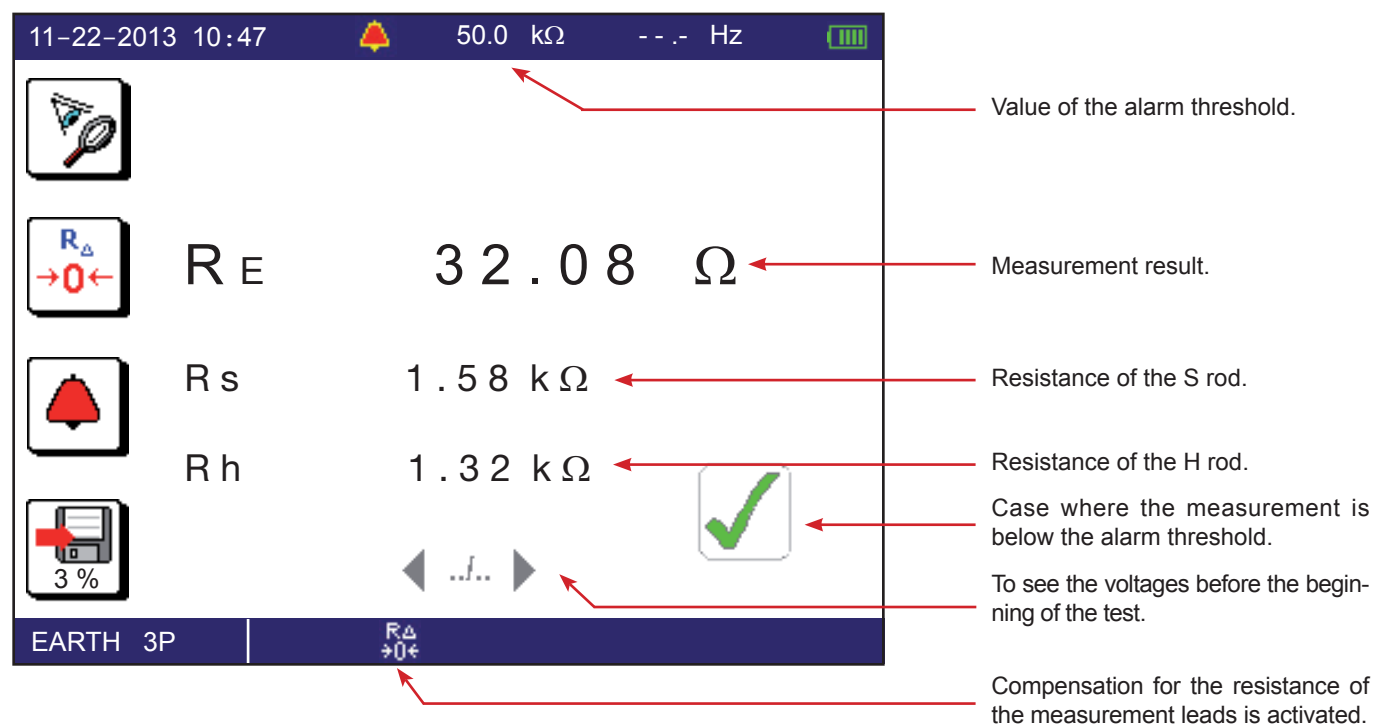 11-22-2013 10:47 50.0 kΩ - - .- Hz
Value of the alarm threshold.
R△
→0←
RE 32.08 Ω
Measurement result.
Rs 1.58 kΩ
Resistance of the S rod.
Rh 1.32 kΩ
Resistance of the H rod.
Case where the measurement is
below the alarm threshold.
3 %
◀ ../.. ▶
To see the voltages before the begin-
ning of the test.
EARTH 3P
R△
→0←
Compensation for the resistance of
the measurement leads is activated.